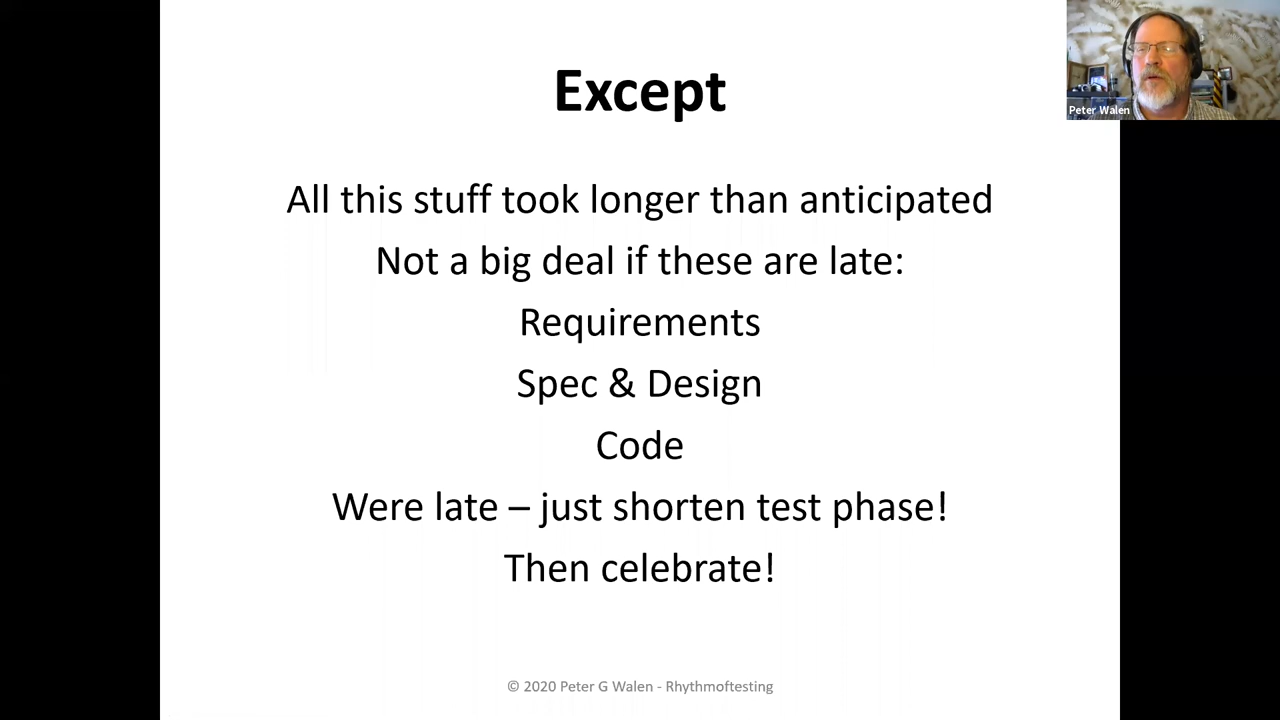 Except
Peter Walen
All this stuff took longer than anticipated
Not a big deal if these are late:
Requirements
Spec & Design
Code
Were late – just shorten test phase!
Then celebrate!
© 2020 Peter G Walen - Rhythmoftesting